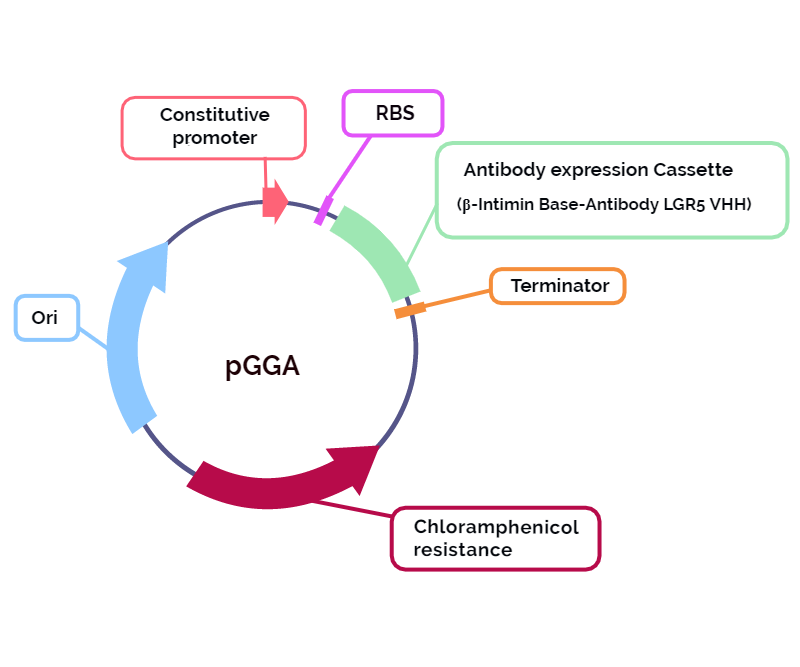 Constitutive
promoter
RBS
Antibody expression Cassette
(β-Intimin Base-Antibody LGR5 VHH)
Terminator
Ori
pGGA
Chloramphenicol
resistance